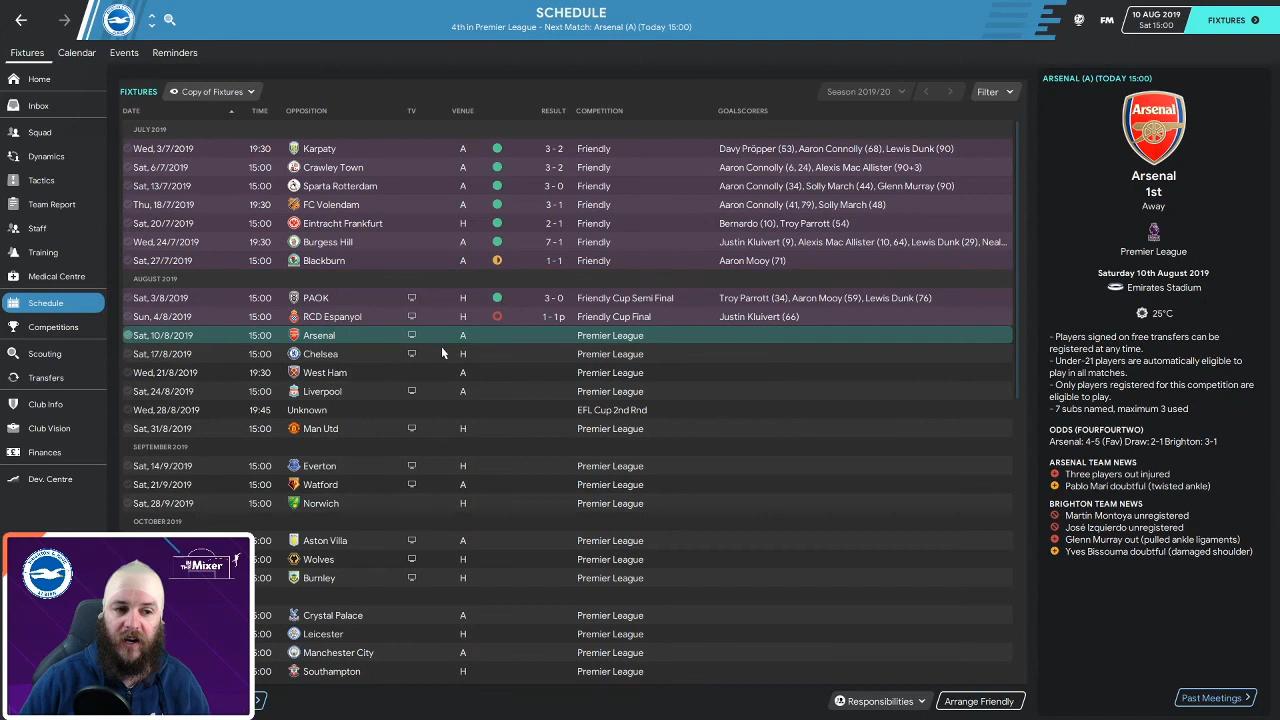 SCHEDULE
4th in Premier League - Next Match: Arsenal (A) (Today 15:00)
FM
10 AUG 2019
Sat 15:00
FIXTURES
Fixtures Calendar Events Reminders
Home
Inbox
Squad
Dynamics
Tactics
Team Report
Staff
Training
Medical Centre
Schedule
Competitions
Scouting
Transfers
Club Info
Club Vision
Finances
Dev. Centre
FIXTURES Copy of Fixtures Season 2019/20 Filter
DATE TIME OPPOSITION TV VENUE RESULT COMPETITION GOALSCORERS
JULY 2019
Wed, 3/7/2019 19:30 Karpaty A 3 - 2 Friendly Davy Pröpper (53), Aaron Connolly (68), Lewis Dunk (90)
Sat, 6/7/2019 15:00 Crawley Town A 3 - 2 Friendly Aaron Connolly (6, 24), Alexis Mac Allister (90+3)
Sat, 13/7/2019 15:00 Sparta Rotterdam A 3 - 0 Friendly Aaron Connolly (34), Solly March (44), Glenn Murray (90)
Thu, 18/7/2019 19:30 FC Volendam A 3 - 1 Friendly Aaron Connolly (41, 79), Solly March (48)
Sat, 20/7/2019 15:00 Eintracht Frankfurt H 2 - 1 Friendly Bernardo (10), Troy Parrott (54)
Wed, 24/7/2019 19:30 Burgess Hill A 7 - 1 Friendly Justin Kluivert (9), Alexis Mac Allister (10, 64), Lewis Dunk (29), Neal...
Sat, 27/7/2019 15:00 Blackburn A 1 - 1 Friendly Aaron Mooy (71)
AUGUST 2019
Sat, 3/8/2019 15:00 PAOK H 3 - 0 Friendly Cup Semi Final Troy Parrott (34), Aaron Mooy (59), Lewis Dunk (76)
Sun, 4/8/2019 15:00 RCD Espanyol H 1 - 1 p Friendly Cup Final Justin Kluivert (66)
Sat, 10/8/2019 15:00 Arsenal A Premier League
Sat, 17/8/2019 15:00 Chelsea H Premier League
Wed, 21/8/2019 19:30 West Ham A Premier League
Sat, 24/8/2019 15:00 Liverpool A Premier League
Wed, 28/8/2019 19:45 Unknown EFL Cup 2nd Rnd
Sat, 31/8/2019 15:00 Man Utd H Premier League
SEPTEMBER 2019
Sat, 14/9/2019 15:00 Everton H Premier League
Sat, 21/9/2019 15:00 Watford A Premier League
Sat, 28/9/2019 15:00 Norwich H Premier League
OCTOBER 2019
15:00 Aston Villa A Premier League
15:00 Wolves A Premier League
15:00 Burnley H Premier League
15:00 Crystal Palace A Premier League
15:00 Leicester H Premier League
15:00 Manchester City A Premier League
15:00 Southampton H Premier League
Responsibilities Arrange Friendly
ARSENAL (A) (TODAY 15:00)
Arsenal
Arsenal
1st
Away
Premier League
Saturday 10th August 2019
Emirates Stadium
25°C
- Players signed on free transfers can be
registered at any time.
- Under-21 players are automatically eligible to
play in all matches.
- Only players registered for this competition are
eligible to play.
- 7 subs named, maximum 3 used
ODDS (FOURFOURTWO)
Arsenal: 4-5 (Fav) Draw: 2-1 Brighton: 3-1
ARSENAL TEAM NEWS
Three players out injured
Pablo Marí doubtful (twisted ankle)
BRIGHTON TEAM NEWS
Martín Montoya unregistered
José Izquierdo unregistered
Glenn Murray out (pulled ankle ligaments)
Yves Bissouma doubtful (damaged shoulder)
Past Meetings
THE Mixer